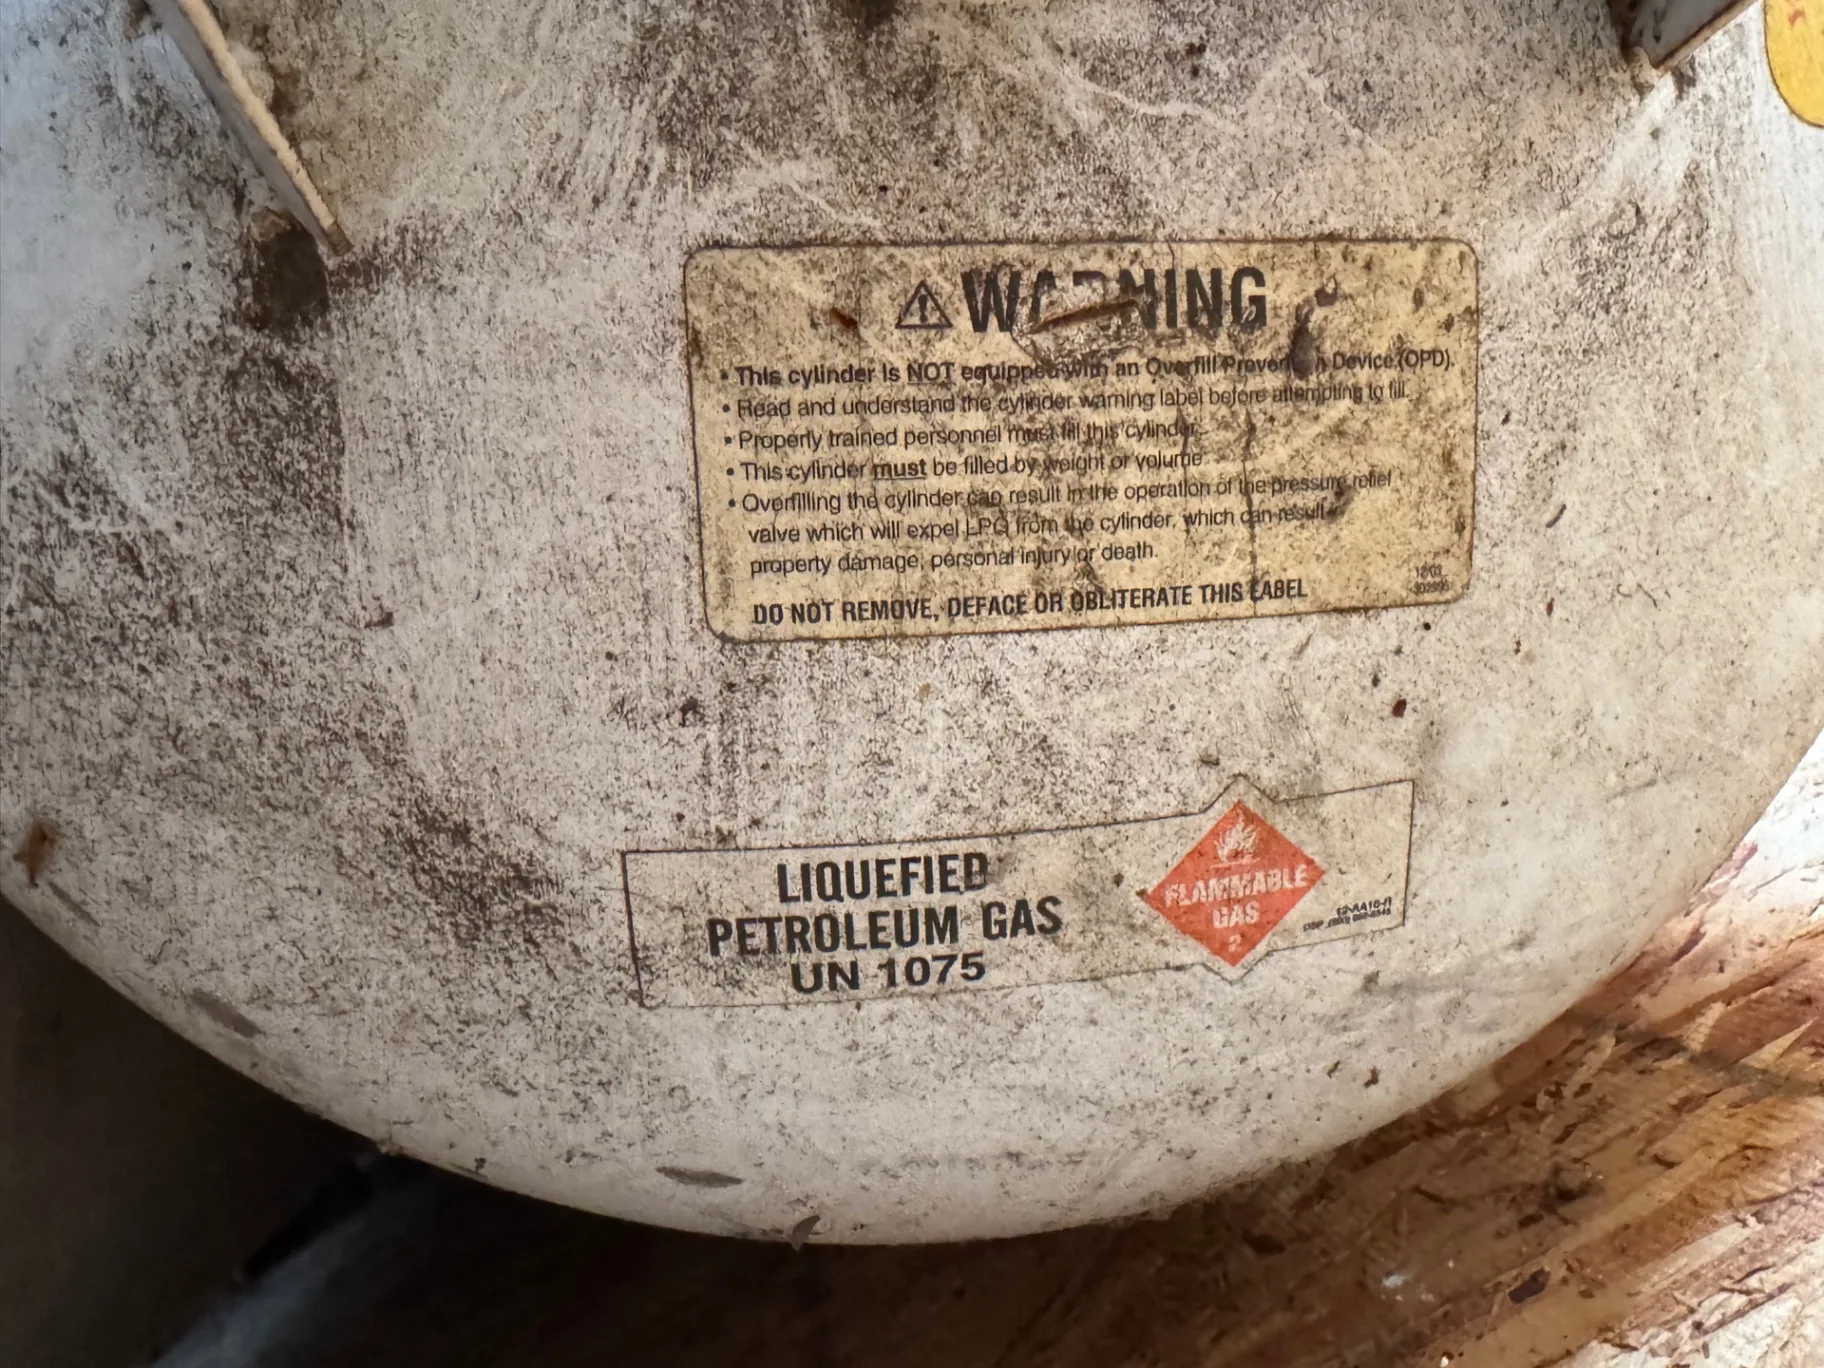 WARNING
• This cylinder is NOT equipped with an Overfill Prevention Device (OPD).
• Read and understand the cylinder warning label before attempting to fill.
• Properly trained personnel must fill this cylinder.
• This cylinder must be filled by weight or volume.
• Overfilling the cylinder can result in the operation of the pressure relief
valve which will expel LPG from the cylinder, which can result
property damage, personal injury or death.
DO NOT REMOVE, DEFACE OR OBLITERATE THIS LABEL
LIQUEFIED
PETROLEUM GAS
UN 1075
FLAMMABLE
GAS
2